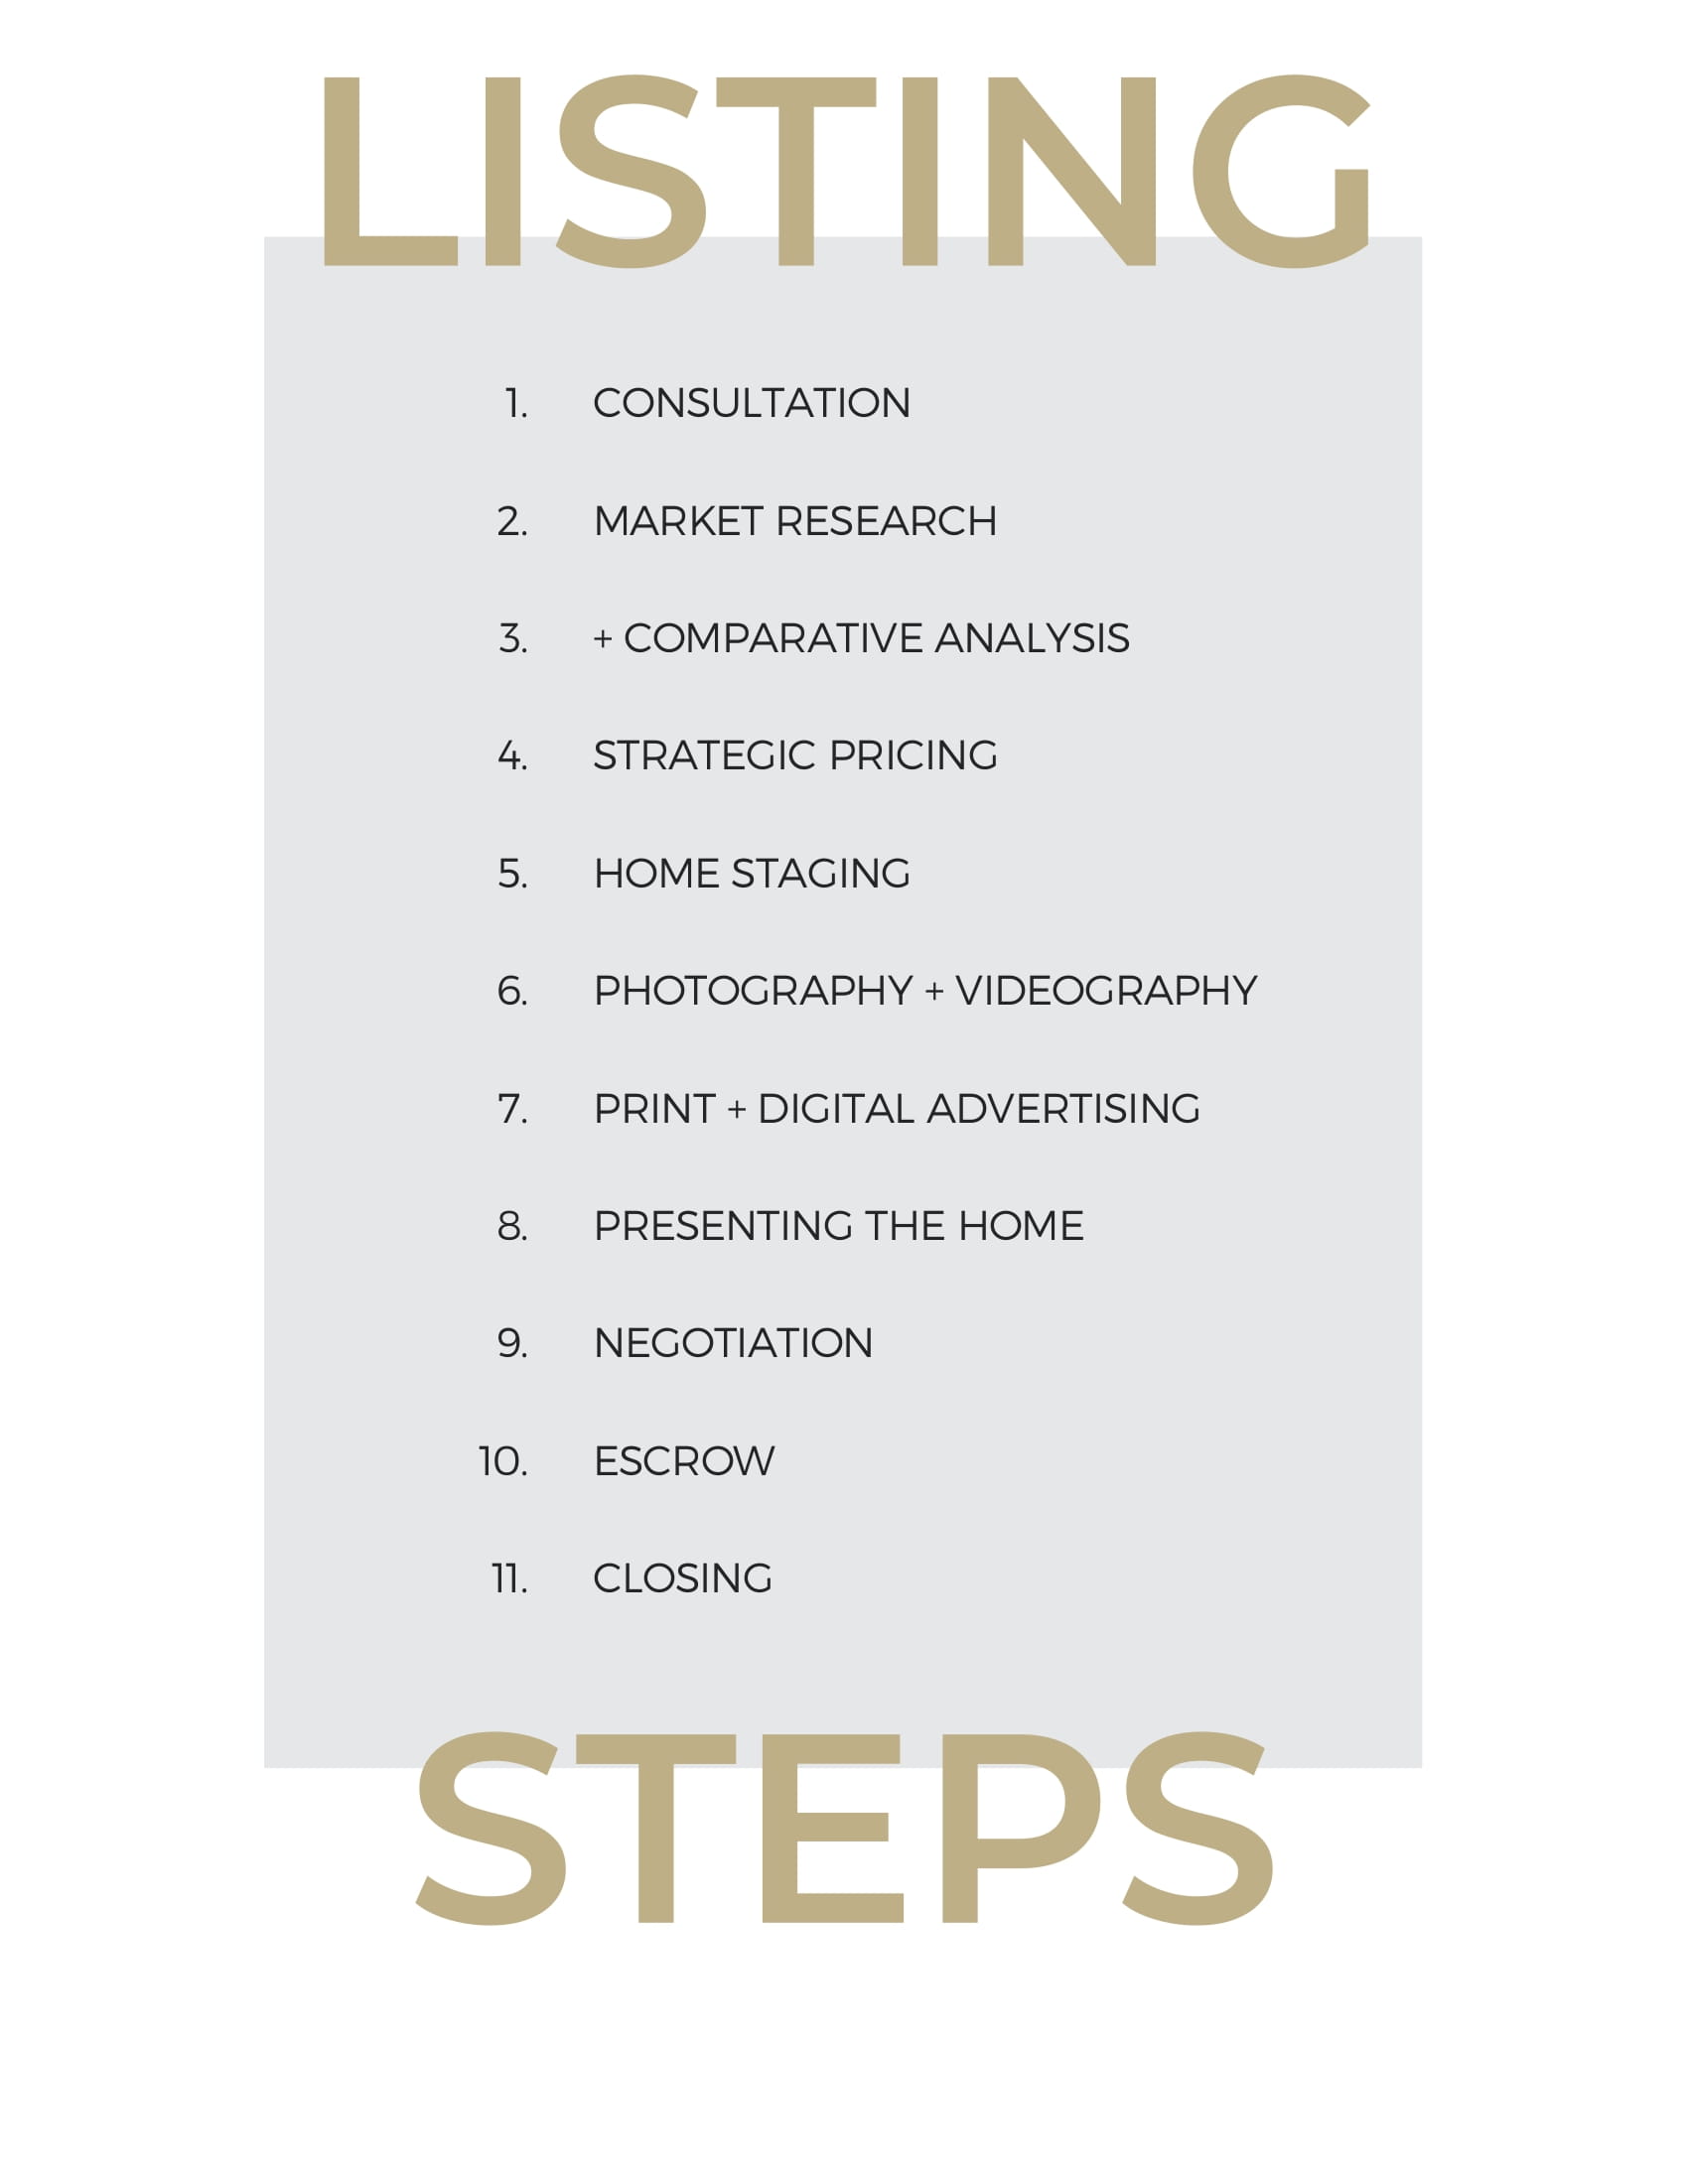 LISTING
1. CONSULTATION
2. MARKET RESEARCH
3. + COMPARATIVE ANALYSIS
4. STRATEGIC PRICING
5. HOME STAGING
6. PHOTOGRAPHY + VIDEOGRAPHY
7. PRINT + DIGITAL ADVERTISING
8. PRESENTING THE HOME
9. NEGOTIATION
10. ESCROW
11. CLOSING
STEPS